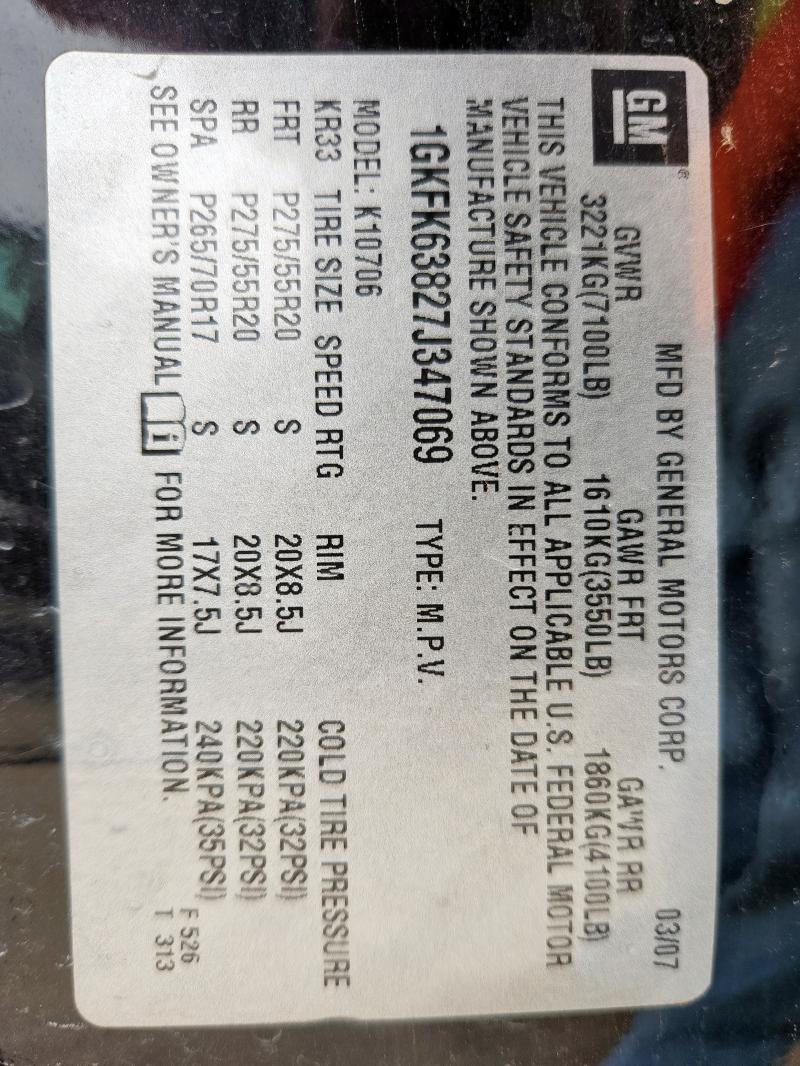 GM®
MFD BY GENERAL MOTORS CORP. 03/07
GVWR GAWR FRT GAWR RR
3221KG(7100LB) 1610KG(3550LB) 1860KG(4100LB)
THIS VEHICLE CONFORMS TO ALL APPLICABLE U.S. FEDERAL MOTOR
VEHICLE SAFETY STANDARDS IN EFFECT ON THE DATE OF
MANUFACTURE SHOWN ABOVE.
1GKFK63827J347069 TYPE: M.P.V.
MODEL: K10706
KR33 TIRE SIZE SPEED RTG RIM COLD TIRE PRESSURE
FRT P275/55R20 S 20X8.5J 220KPA(32PSI)
RR P275/55R20 S 20X8.5J 220KPA(32PSI)
SPA P265/70R17 S 17X7.5J 240KPA(35PSI)
SEE OWNER'S MANUAL i FOR MORE INFORMATION.
F 526
T 313